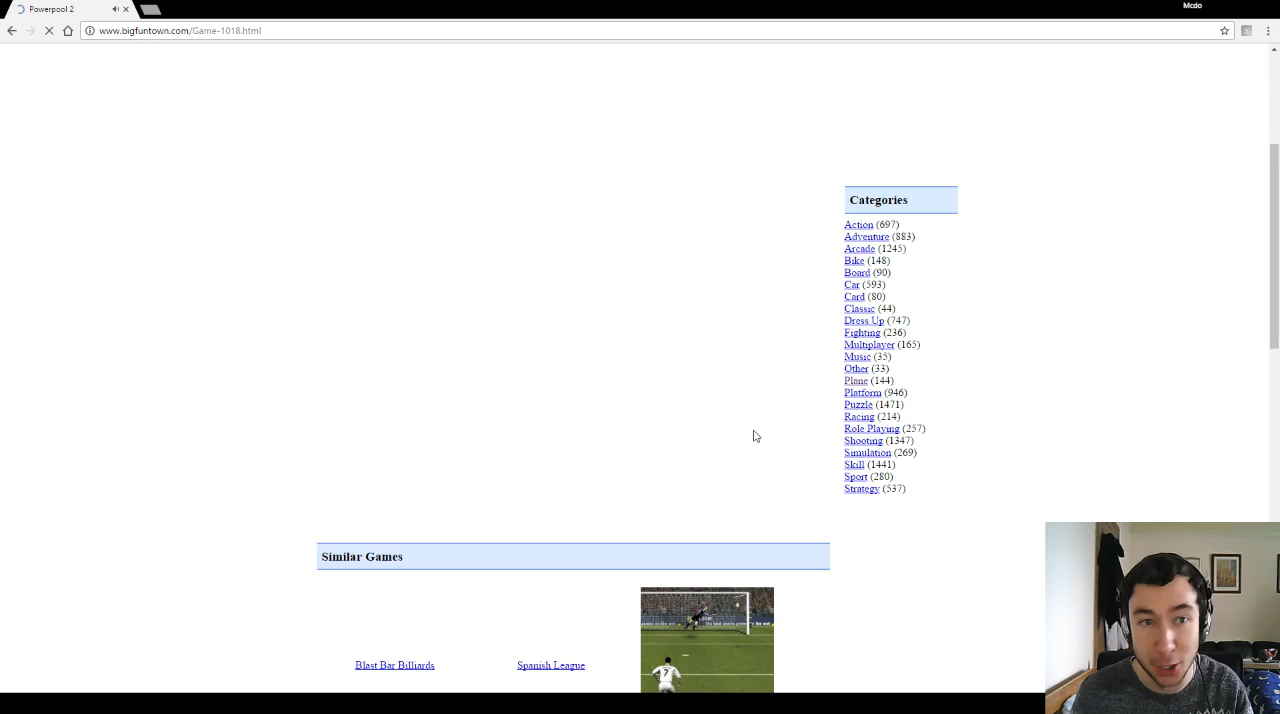 Powerpool 2
Mcdo
www.bigfuntown.com/Game-1018.html
Categories
Action (697)
Adventure (883)
Arcade (1245)
Bike (148)
Board (90)
Car (593)
Card (80)
Classic (44)
Dress Up (747)
Fighting (236)
Multiplayer (165)
Music (35)
Other (33)
Plane (144)
Platform (946)
Puzzle (1471)
Racing (214)
Role Playing (257)
Shooting (1347)
Simulation (269)
Skill (1441)
Sport (280)
Strategy (537)
Similar Games
Blast Bar Billiards
Spanish League
7